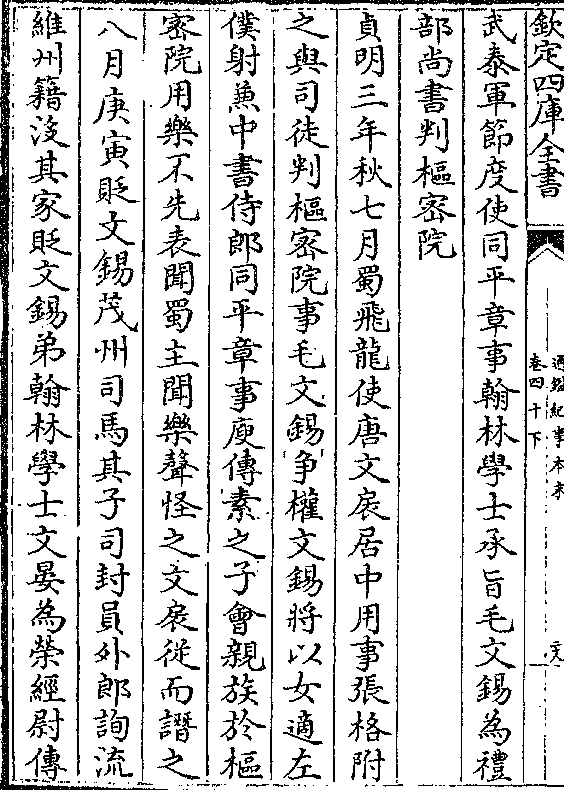 欽定四庫全書
通鑑紀事本末
卷四十下
武泰軍節度使同平章事翰林學士承旨毛文錫為禮
部尚書判樞宻院
貞明三年秋七月蜀飛龍使唐文扆居中用事張格附
之與司徒判樞宻院事毛文錫争權文錫將以女適左
僕射兼中書侍郎同平章事庾傳素之子會親族於樞
宻院用樂不先表聞蜀主聞樂聲怪之文扆從而譖之
八月庚寅貶文錫茂州司馬其子司封員外郎詢流
維州籍没其家貶文錫弟翰林學士文晏為榮經尉傳